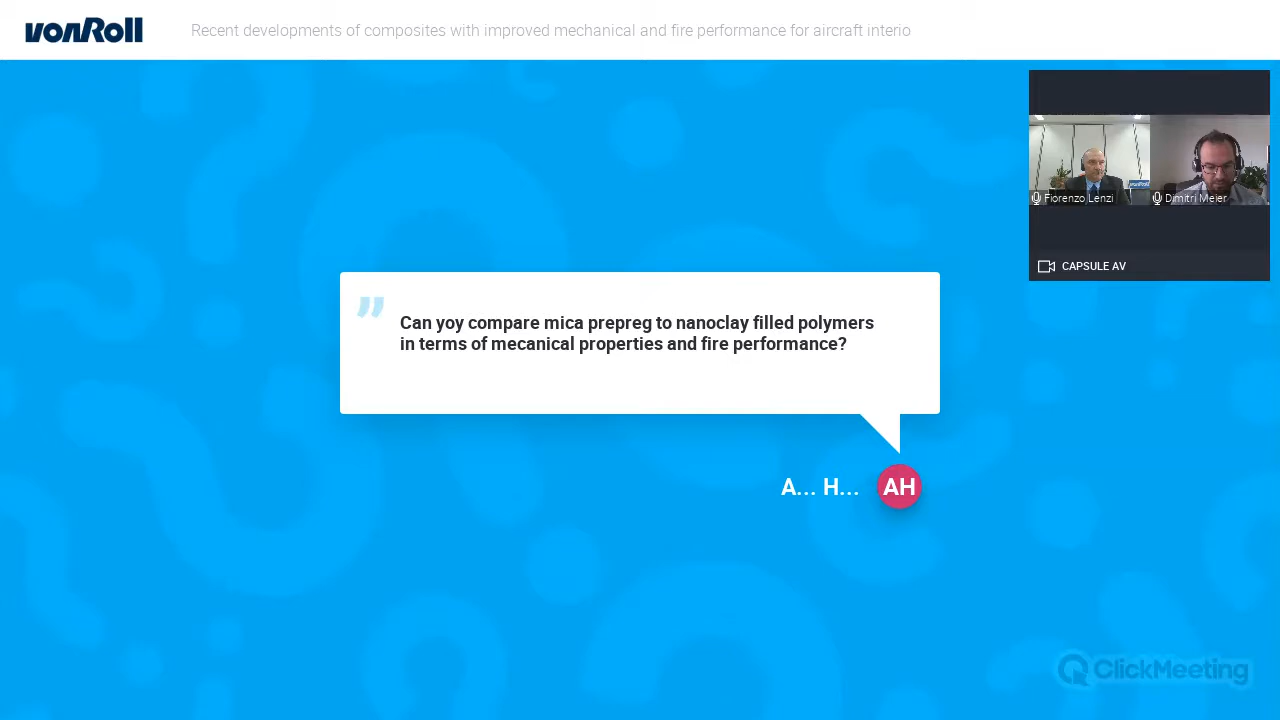 vonRoll
Recent developments of composites with improved mechanical and fire performance for aircraft interio
Fiorenzo Lenzi
Dimitri Meier
CAPSULE AV
”
Can yoy compare mica prepreg to nanoclay filled polymers
in terms of mecanical properties and fire performance?
A... H...
AH
ClickMeeting